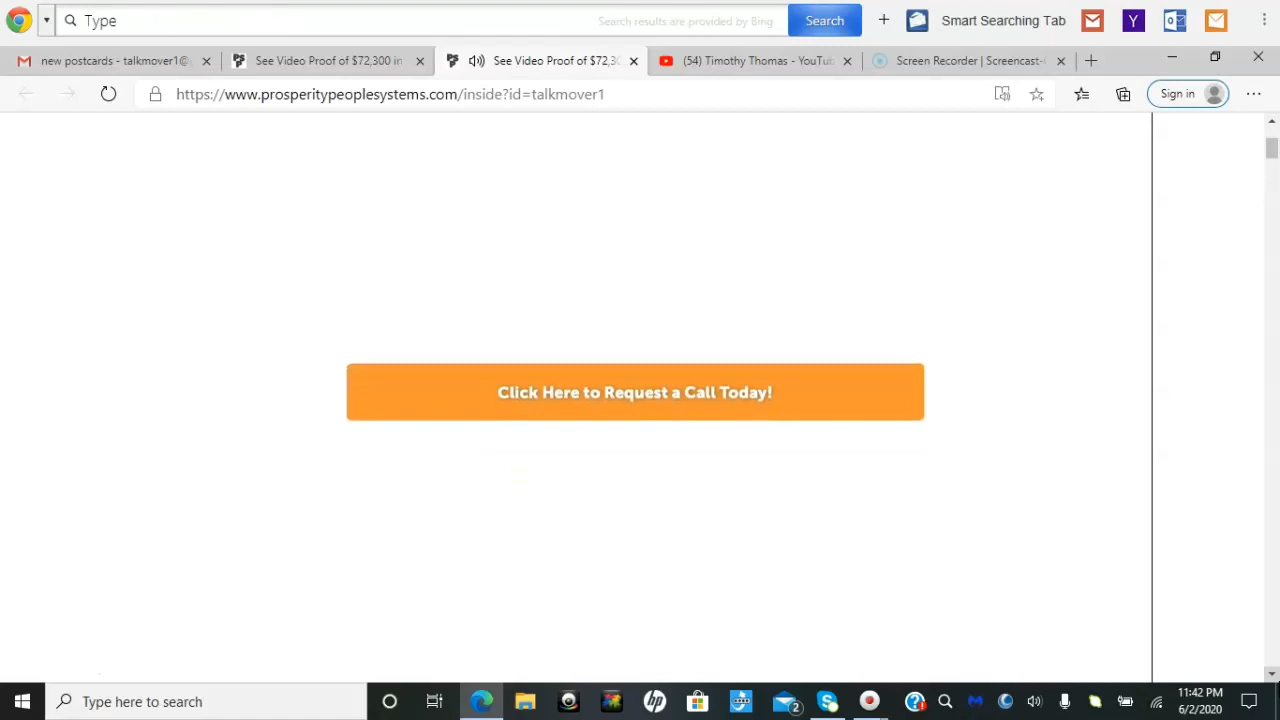 Type
Search results are provided by Bing
Search
Smart Searching Tab
new postcards - talkmover1@
See Video Proof of $72,300 in
See Video Proof of $72,30
(54) Timothy Thomas - YouTub
Screen Recorder | Screencast-O
https://www.prosperitypeoplesystems.com/inside?id=talkmover1
Sign in
Click Here to Request a Call Today!
Type here to search
2
11:42 PM
6/2/2020